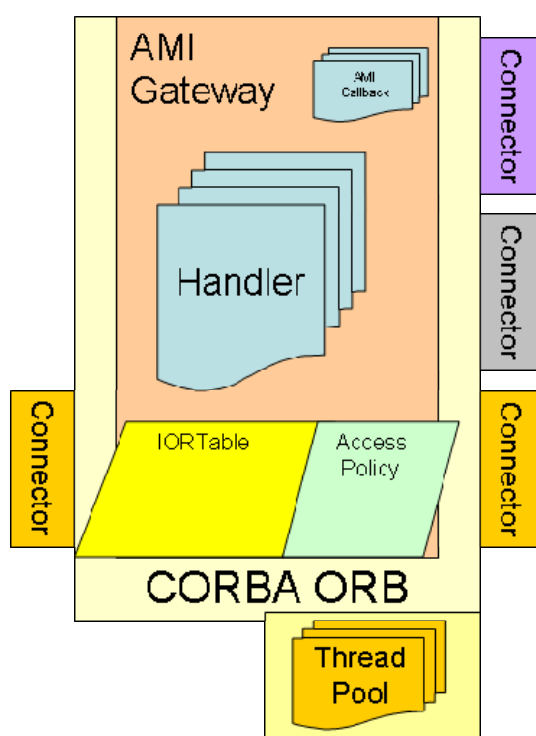 AMI
Gateway
AMI
Callback
Connector
Connector
Handler
Connector
Connector
IORTable
Access
Policy
CORBA ORB
Thread
Pool